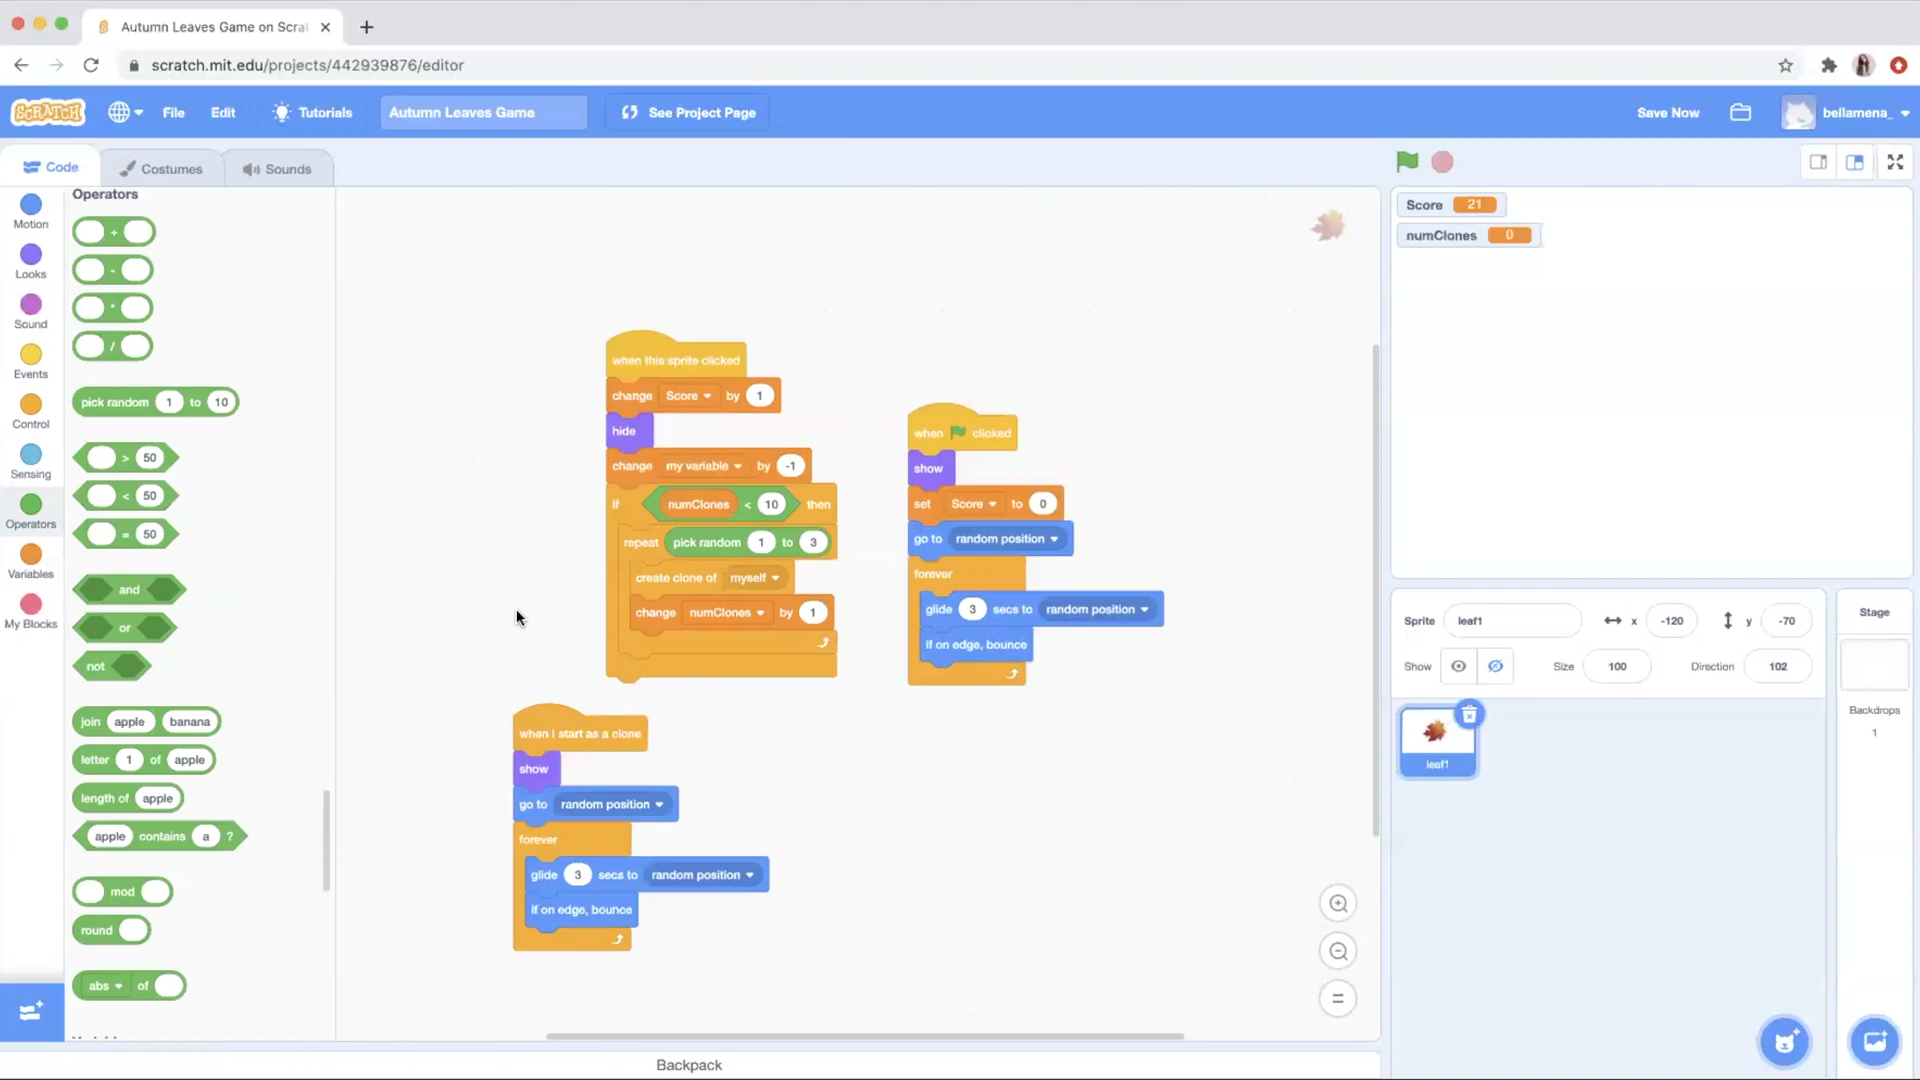 Autumn Leaves Game on Scra
scratch.mit.edu/projects/442939876/editor
SCRATCH
File
Edit
Tutorials
Autumn Leaves Game
See Project Page
Save Now
bellamena_
Code
Costumes
Sounds
Motion
Looks
Sound
Events
Control
Sensing
Operators
Variables
My Blocks
Operators
+
-
*
/
pick random 1 to 10
> 50
< 50
= 50
and
or
not
join apple banana
letter 1 of apple
length of apple
apple contains a ?
mod
round
abs of
when this sprite clicked
change Score by 1
hide
change my variable by -1
if numClones < 10 then
repeat pick random 1 to 3
create clone of myself
change numClones by 1
when clicked
show
set Score to 0
go to random position
forever
glide 3 secs to random position
if on edge, bounce
when I start as a clone
show
go to random position
forever
glide 3 secs to random position
if on edge, bounce
Score 21
numClones 0
Sprite leaf1 x -120 y -70
Show Size 100 Direction 102
leaf1
Stage
Backdrops
1
Backpack